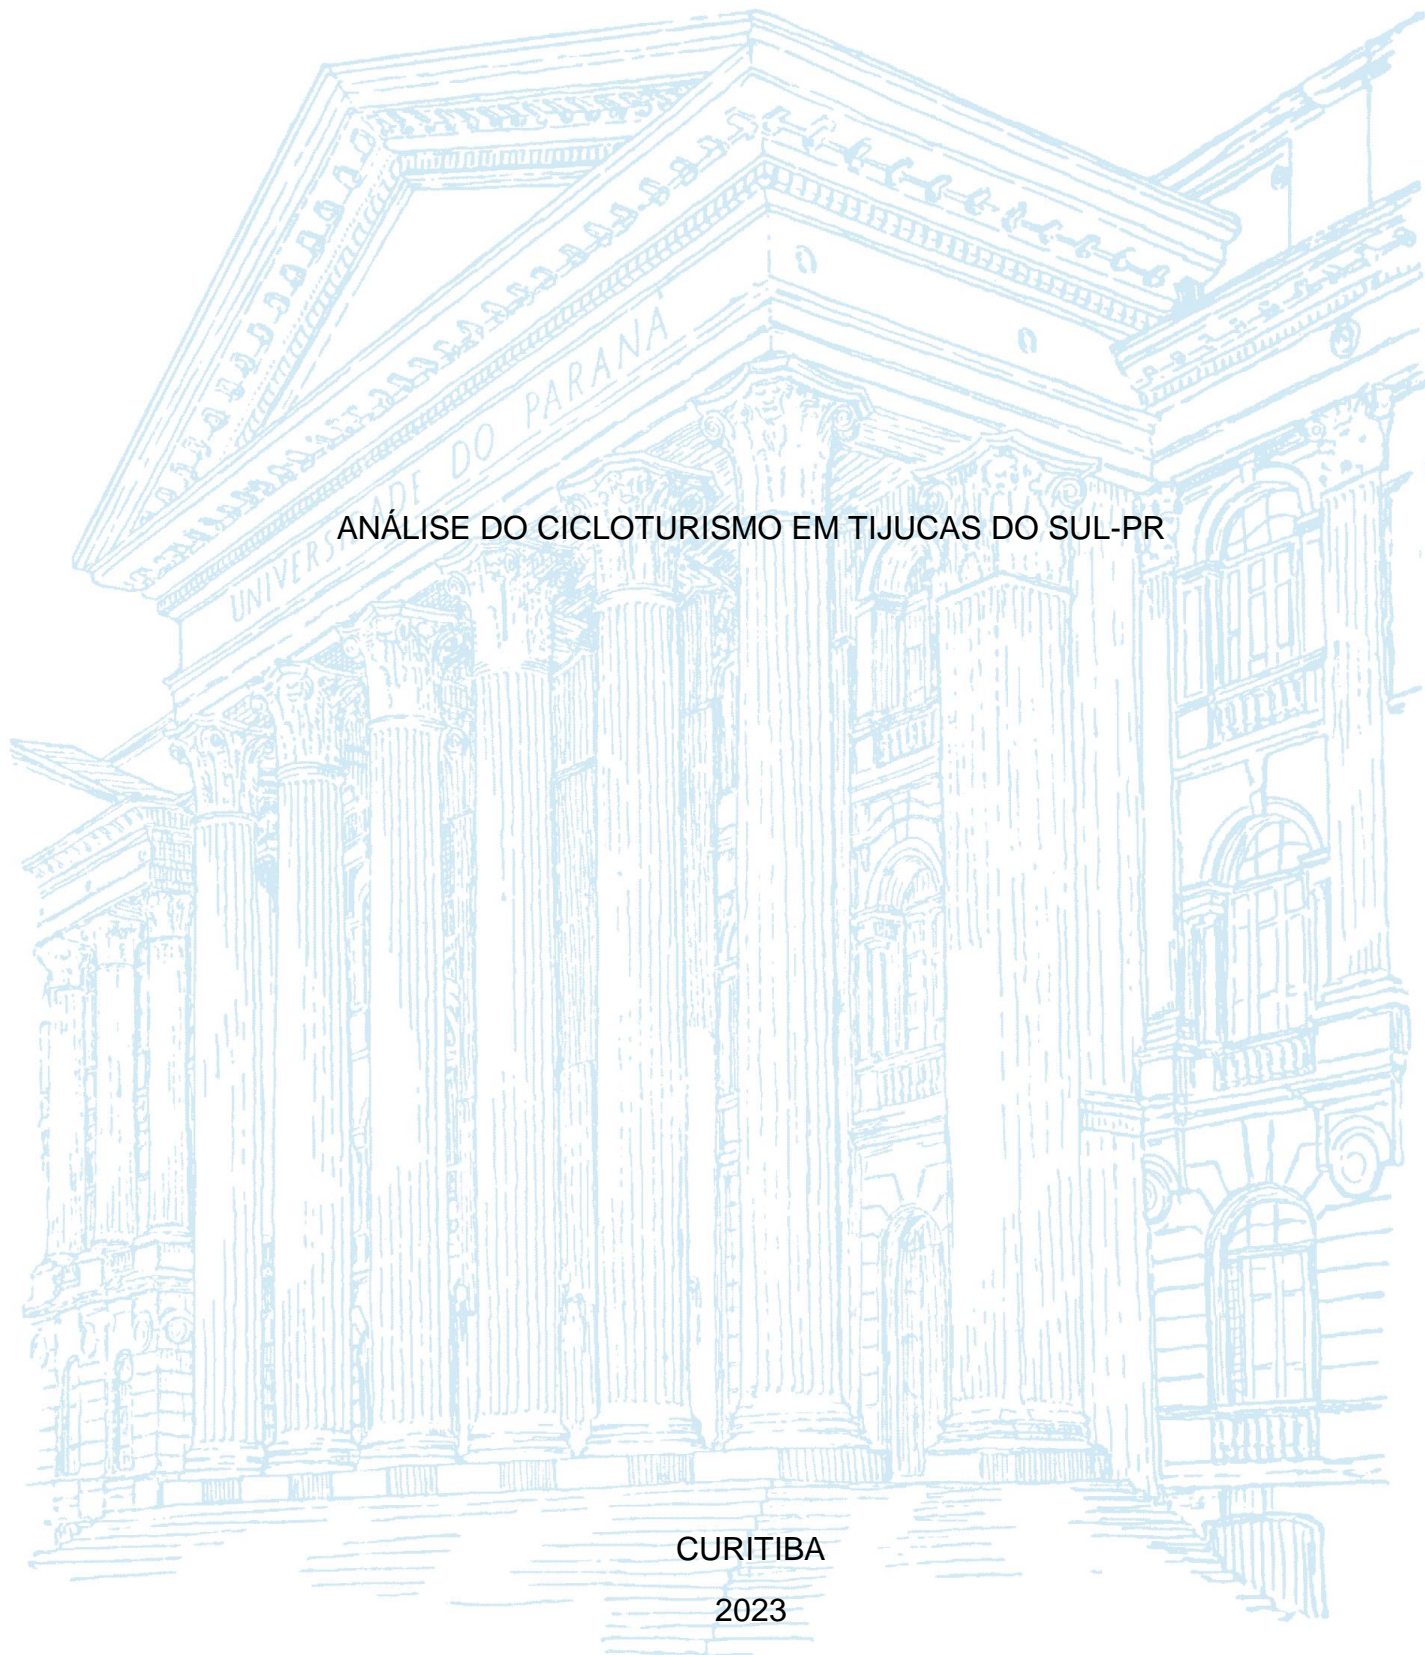 UNIVERSIDADE DO PARANÁ
ANÁLISE DO CICLOTURISMO EM TIJUCAS DO SUL-PR
CURITIBA
2023